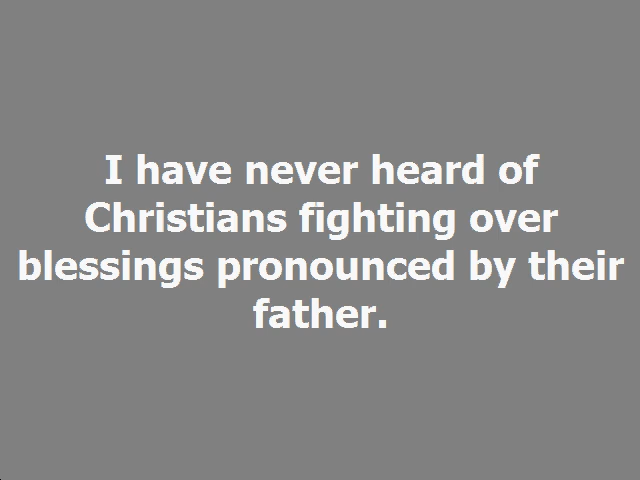 I have never heard of
Christians fighting over
blessings pronounced by their
father.